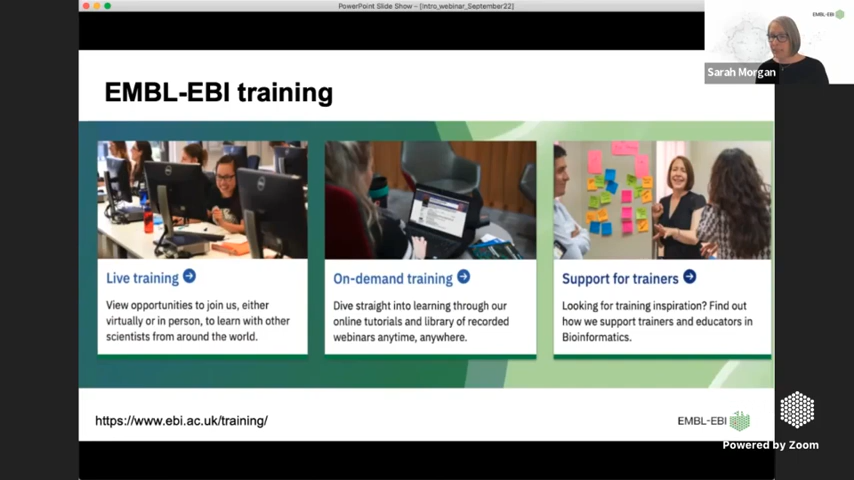 PowerPoint Slide Show – [Intro_webinar_September22]
EMBL-EBI
Sarah Morgan
EMBL-EBI training
Live training
View opportunities to join us, either
virtually or in person, to learn with other
scientists from around the world.
On-demand training
Dive straight into learning through our
online tutorials and library of recorded
webinars anytime, anywhere.
Support for trainers
Looking for training inspiration? Find out
how we support trainers and educators in
Bioinformatics.
https://www.ebi.ac.uk/training/
EMBL-EBI
Powered by Zoom